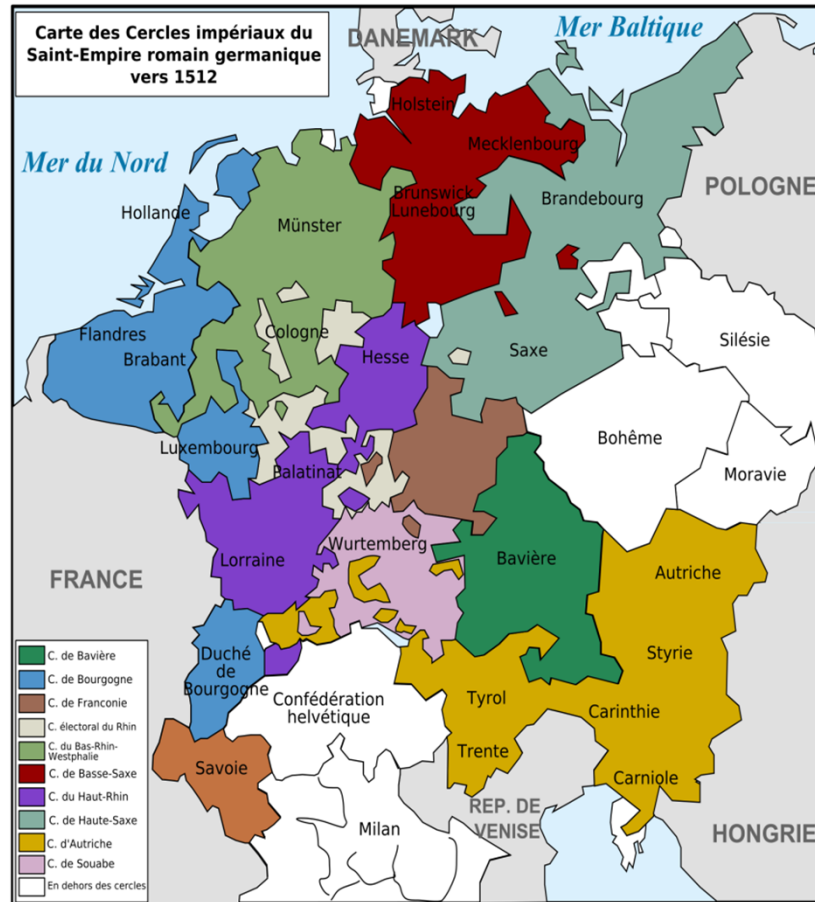 Carte des Cercles impériaux du
Saint-Empire romain germanique
vers 1512
DANEMARK
Mer Baltique
Holstein
Mer du Nord
Mecklenbourg
POLOGNE
Hollande
Brunswick
Lunebourg
Brandebourg
Münster
Flandres
Cologne
Silésie
Brabant
Hesse
Saxe
Luxembourg
Bohême
Palatinat
Moravie
Wurtemberg
Lorraine
Bavière
FRANCE
Autriche
Duché
de
Bourgogne
Styrie
Confédération
helvétique
Tyrol
Carinthie
Trente
Savoie
Carniole
REP. DE
VENISE
Milan
HONGRIE
C. de Bavière
C. de Bourgogne
C. de Franconie
C. électoral du Rhin
C. du Bas-Rhin-
Westphalie
C. de Basse-Saxe
C. du Haut-Rhin
C. de Haute-Saxe
C. d'Autriche
C. de Souabe
En dehors des cercles